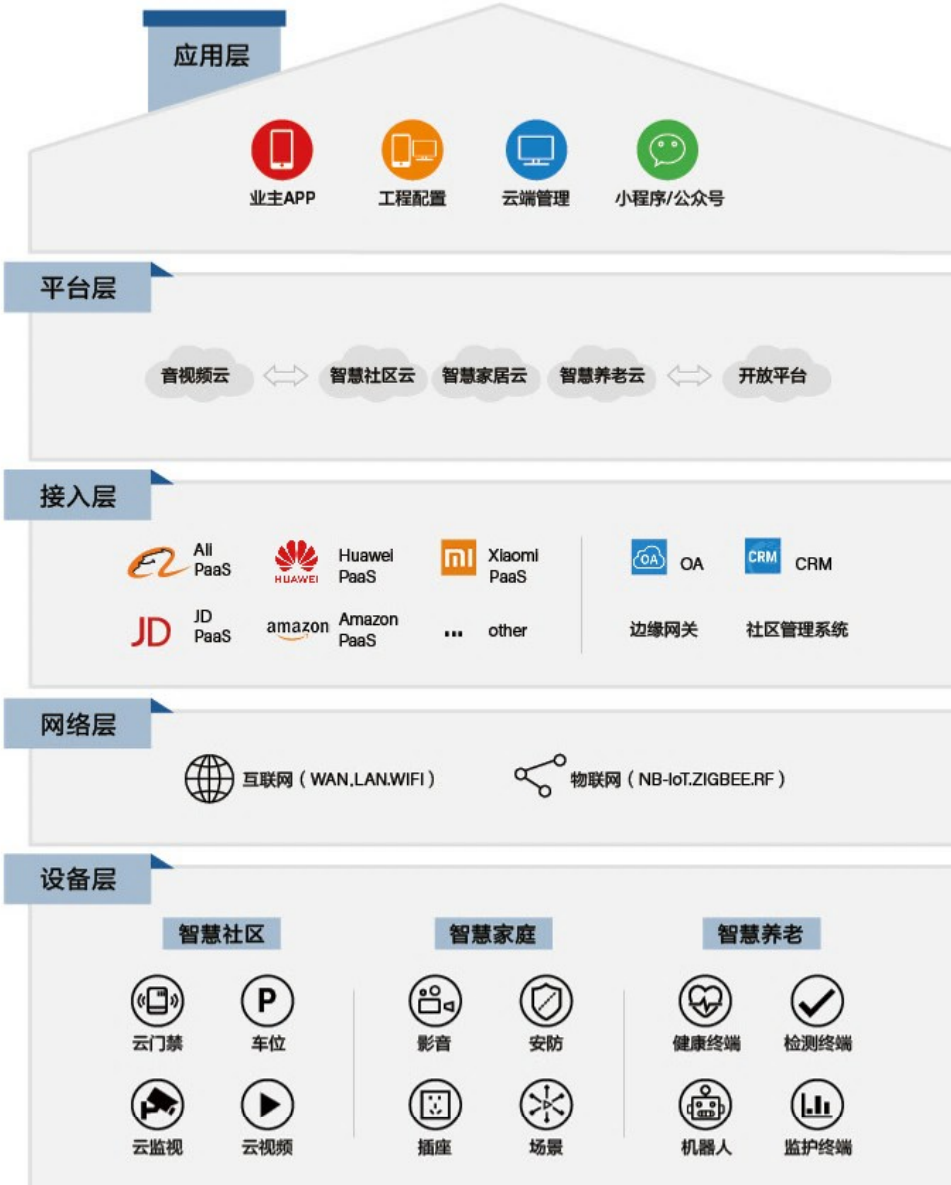 应用层
业主APP
工程配置
云端管理
小程序/公众号
平台层
音视频云
智慧社区云
智慧家居云
智慧养老云
开放平台
接入层
Ali
PaaS
HUAWEI
Huawei
PaaS
mi
Xiaomi
PaaS
OA
OA
CRM
CRM
JD
JD
PaaS
amazon
Amazon
PaaS
...
other
边缘网关
社区管理系统
网络层
互联网（WAN.LAN.WIFI）
物联网（NB-IoT.ZIGBEE.RF）
设备层
智慧社区
智慧家庭
智慧养老
P
云门禁
车位
影音
安防
健康终端
检测终端
云监视
云视频
插座
场景
机器人
监护终端